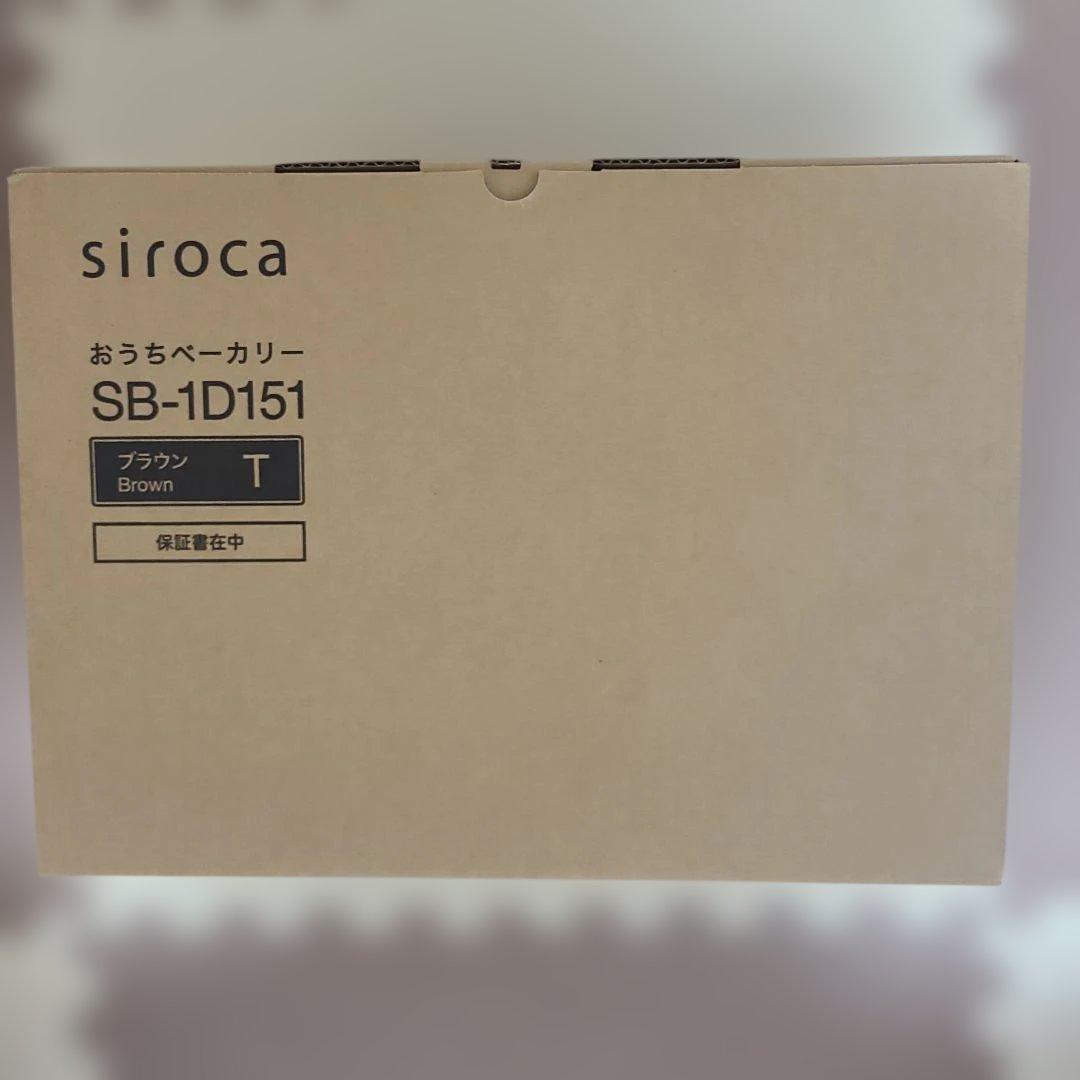 siroca
おうちベーカリー
SB-1D151
ブラウン T
Brown
保証書在中